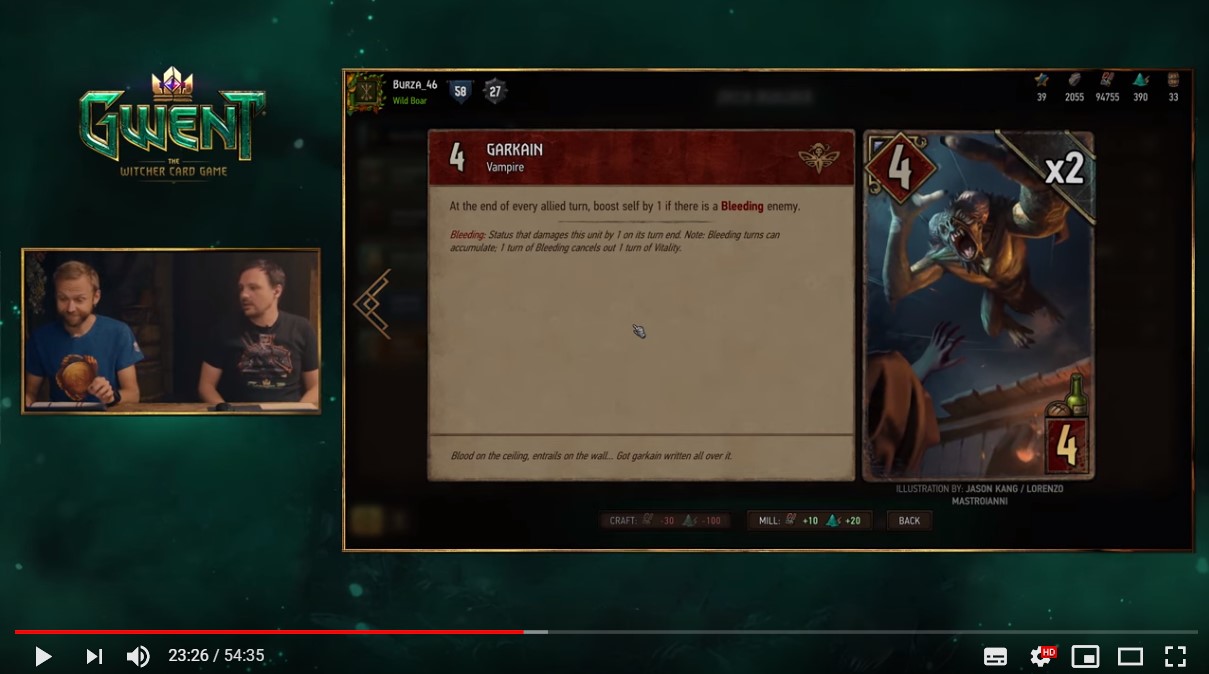 GWENT
THE
WITCHER CARD GAME
BURZA_46
Wild Boar
58
27
39
2055
94755
390
33
4
GARKAIN
Vampire
At the end of every allied turn, boost self by 1 if there is a Bleeding enemy.
Bleeding: Status that damages this unit by 1 on its turn end. Note: Bleeding turns can
accumulate; 1 turn of Bleeding cancels out 1 turn of Vitality.
Blood on the ceiling, entrails on the wall... Got garkain written all over it.
4
x2
4
ILLUSTRATION BY: JASON KANG / LORENZO
MASTROIANNI
CRAFT: -30 -100
MILL: +10 +20
BACK
23:26 / 54:35
HD